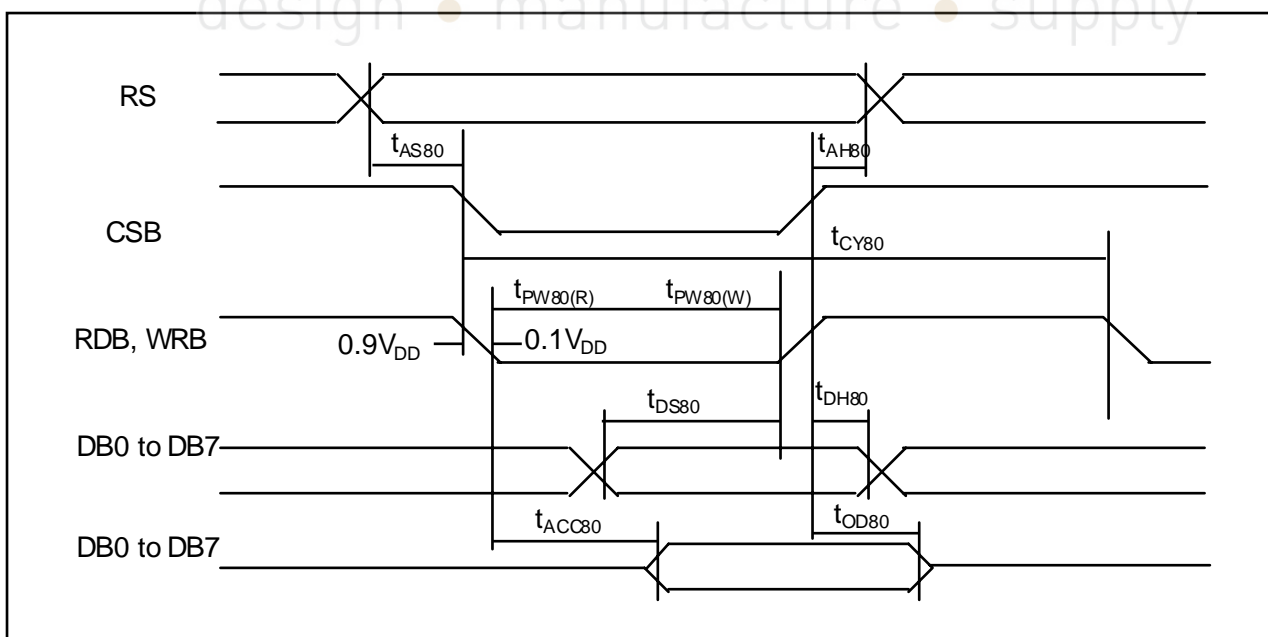 design • manufacture • supply
RS
tAS80
tAH80
CSB
tCY80
tPW80(R) tPW80(W)
RDB, WRB
0.9VDD
0.1VDD
tDS80
tDH80
DB0 to DB7
tACC80
tOD80
DB0 to DB7